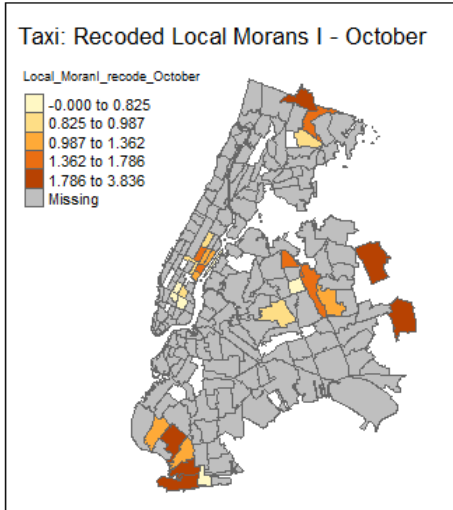 Taxi: Recoded Local Morans I - October
Local_MoranI_recode_October
-0.000 to 0.825
0.825 to 0.987
0.987 to 1.362
1.362 to 1.786
1.786 to 3.836
Missing